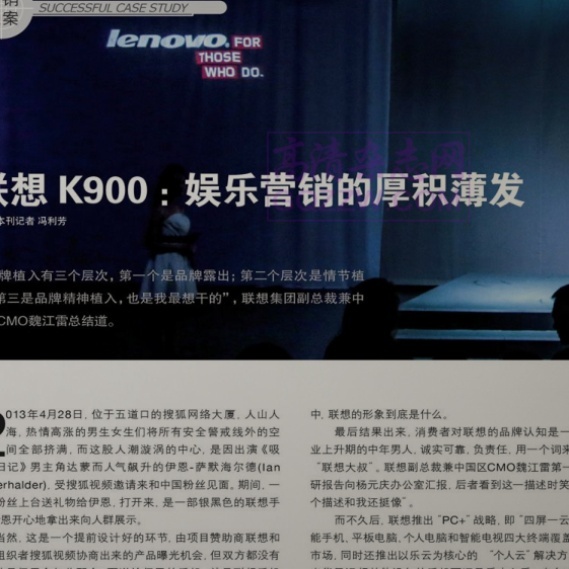 销
案
SUCCESSFUL CASE STUDY
lenovo. FOR
THOSE
WHO DO.
高清杂志网
联想 K900：娱乐营销的厚积薄发
本刊记者 冯利芳
牌植入有三个层次，第一个是品牌露出；第二个层次是情节植
第三是品牌精神植入，也是我最想干的”，联想集团副总裁兼中
CMO魏江雷总结道。
2013年4月28日，位于五道口的搜狐网络大厦，人山人
海，热情高涨的男生女生们将所有安全警戒线外的空
间全部挤满，而这股人潮漩涡的中心，是因出演《吸
日记》男主角达蒙而人气飙升的伊恩-萨默海尔德(Ian
erhalder)，受搜狐视频邀请来和中国粉丝见面。期间，一
粉丝上台送礼物给伊恩，打开来，是一部银黑色的联想手
恩开心地拿出来向人群展示。
当然，这是一个提前设计好的环节，由项目赞助商联想和
组织者搜狐视频协商出来的产品曝光机会，但双方都没有
中，联想的形象到底是什么。
最后结果出来，消费者对联想的品牌认知是一
业上升期的中年男人，诚实可靠，负责任，用一个词来
“联想大叔”。联想副总裁兼中国区CMO魏江雷第一
研报告向杨元庆办公室汇报，后者看到这一描述时笑
个描述和我还挺像”。
而不久后，联想推出“PC+”战略，即“四屏一云
能手机，平板电脑，个人电脑和智能电视四大终端覆盖
市场，同时还推出以乐云为核心的 “个人云”解决方